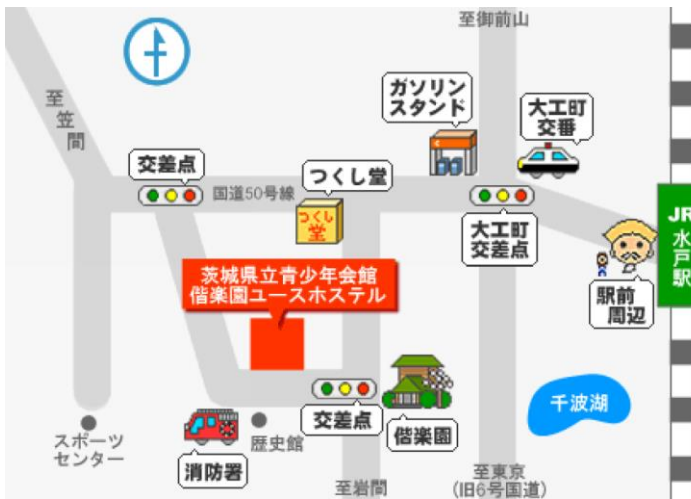 至御前山
至
笠
間
ガソリン
スタンド
大工町
交番
交差点
国道50号線
つくし堂
つくし
堂
大工町
交差点
JR
水
戸
駅
駅前
周辺
茨城県立青少年会館
偕楽園ユースホステル
千波湖
スポーツ
センター
消防署
歴史館
交差点
偕楽園
至岩間
至東京
(旧6号国道)